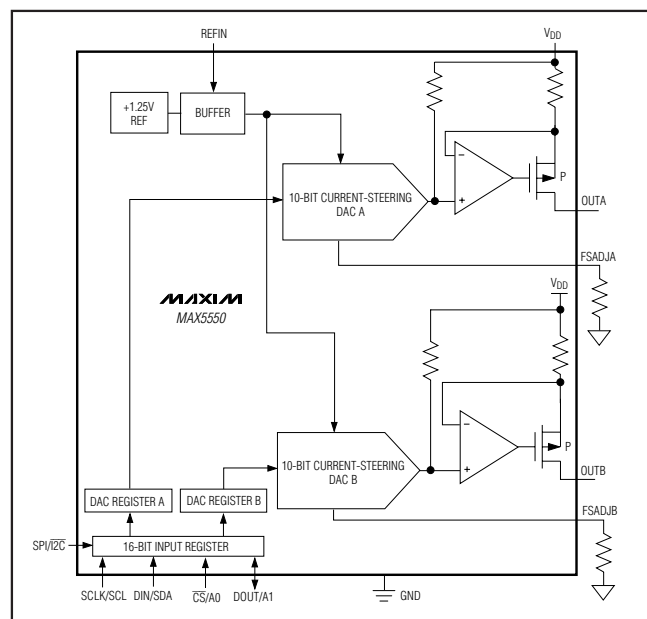 REFIN
VDD
+1.25V
REF
BUFFER
−
+
P
10-BIT CURRENT-STEERING
DAC A
OUTA
FSADJA
MAXIM
MAX5550
VDD
−
+
P
10-BIT CURRENT-STEERING
DAC B
OUTB
FSADJB
DAC REGISTER A
DAC REGISTER B
SPI/I2C
16-BIT INPUT REGISTER
SCLK/SCL
DIN/SDA
CS/A0
DOUT/A1
GND